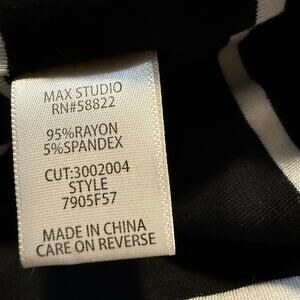 MAX STUDIO
RN#58822
95%RAYON
5%SPANDEX
CUT:3002004
STYLE
7905F57
MADE IN CHINA
CARE ON REVERSE